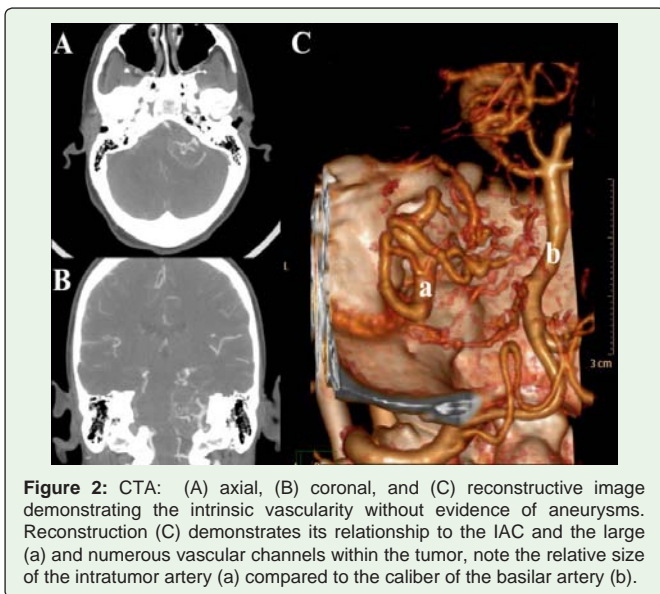 A
C
L
a
b
3 cm
B
Figure 2: CTA: (A) axial, (B) coronal, and (C) reconstructive image
demonstrating the intrinsic vascularity without evidence of aneurysms.
Reconstruction (C) demonstrates its relationship to the IAC and the large
(a) and numerous vascular channels within the tumor, note the relative size
of the intratumor artery (a) compared to the caliber of the basilar artery (b).